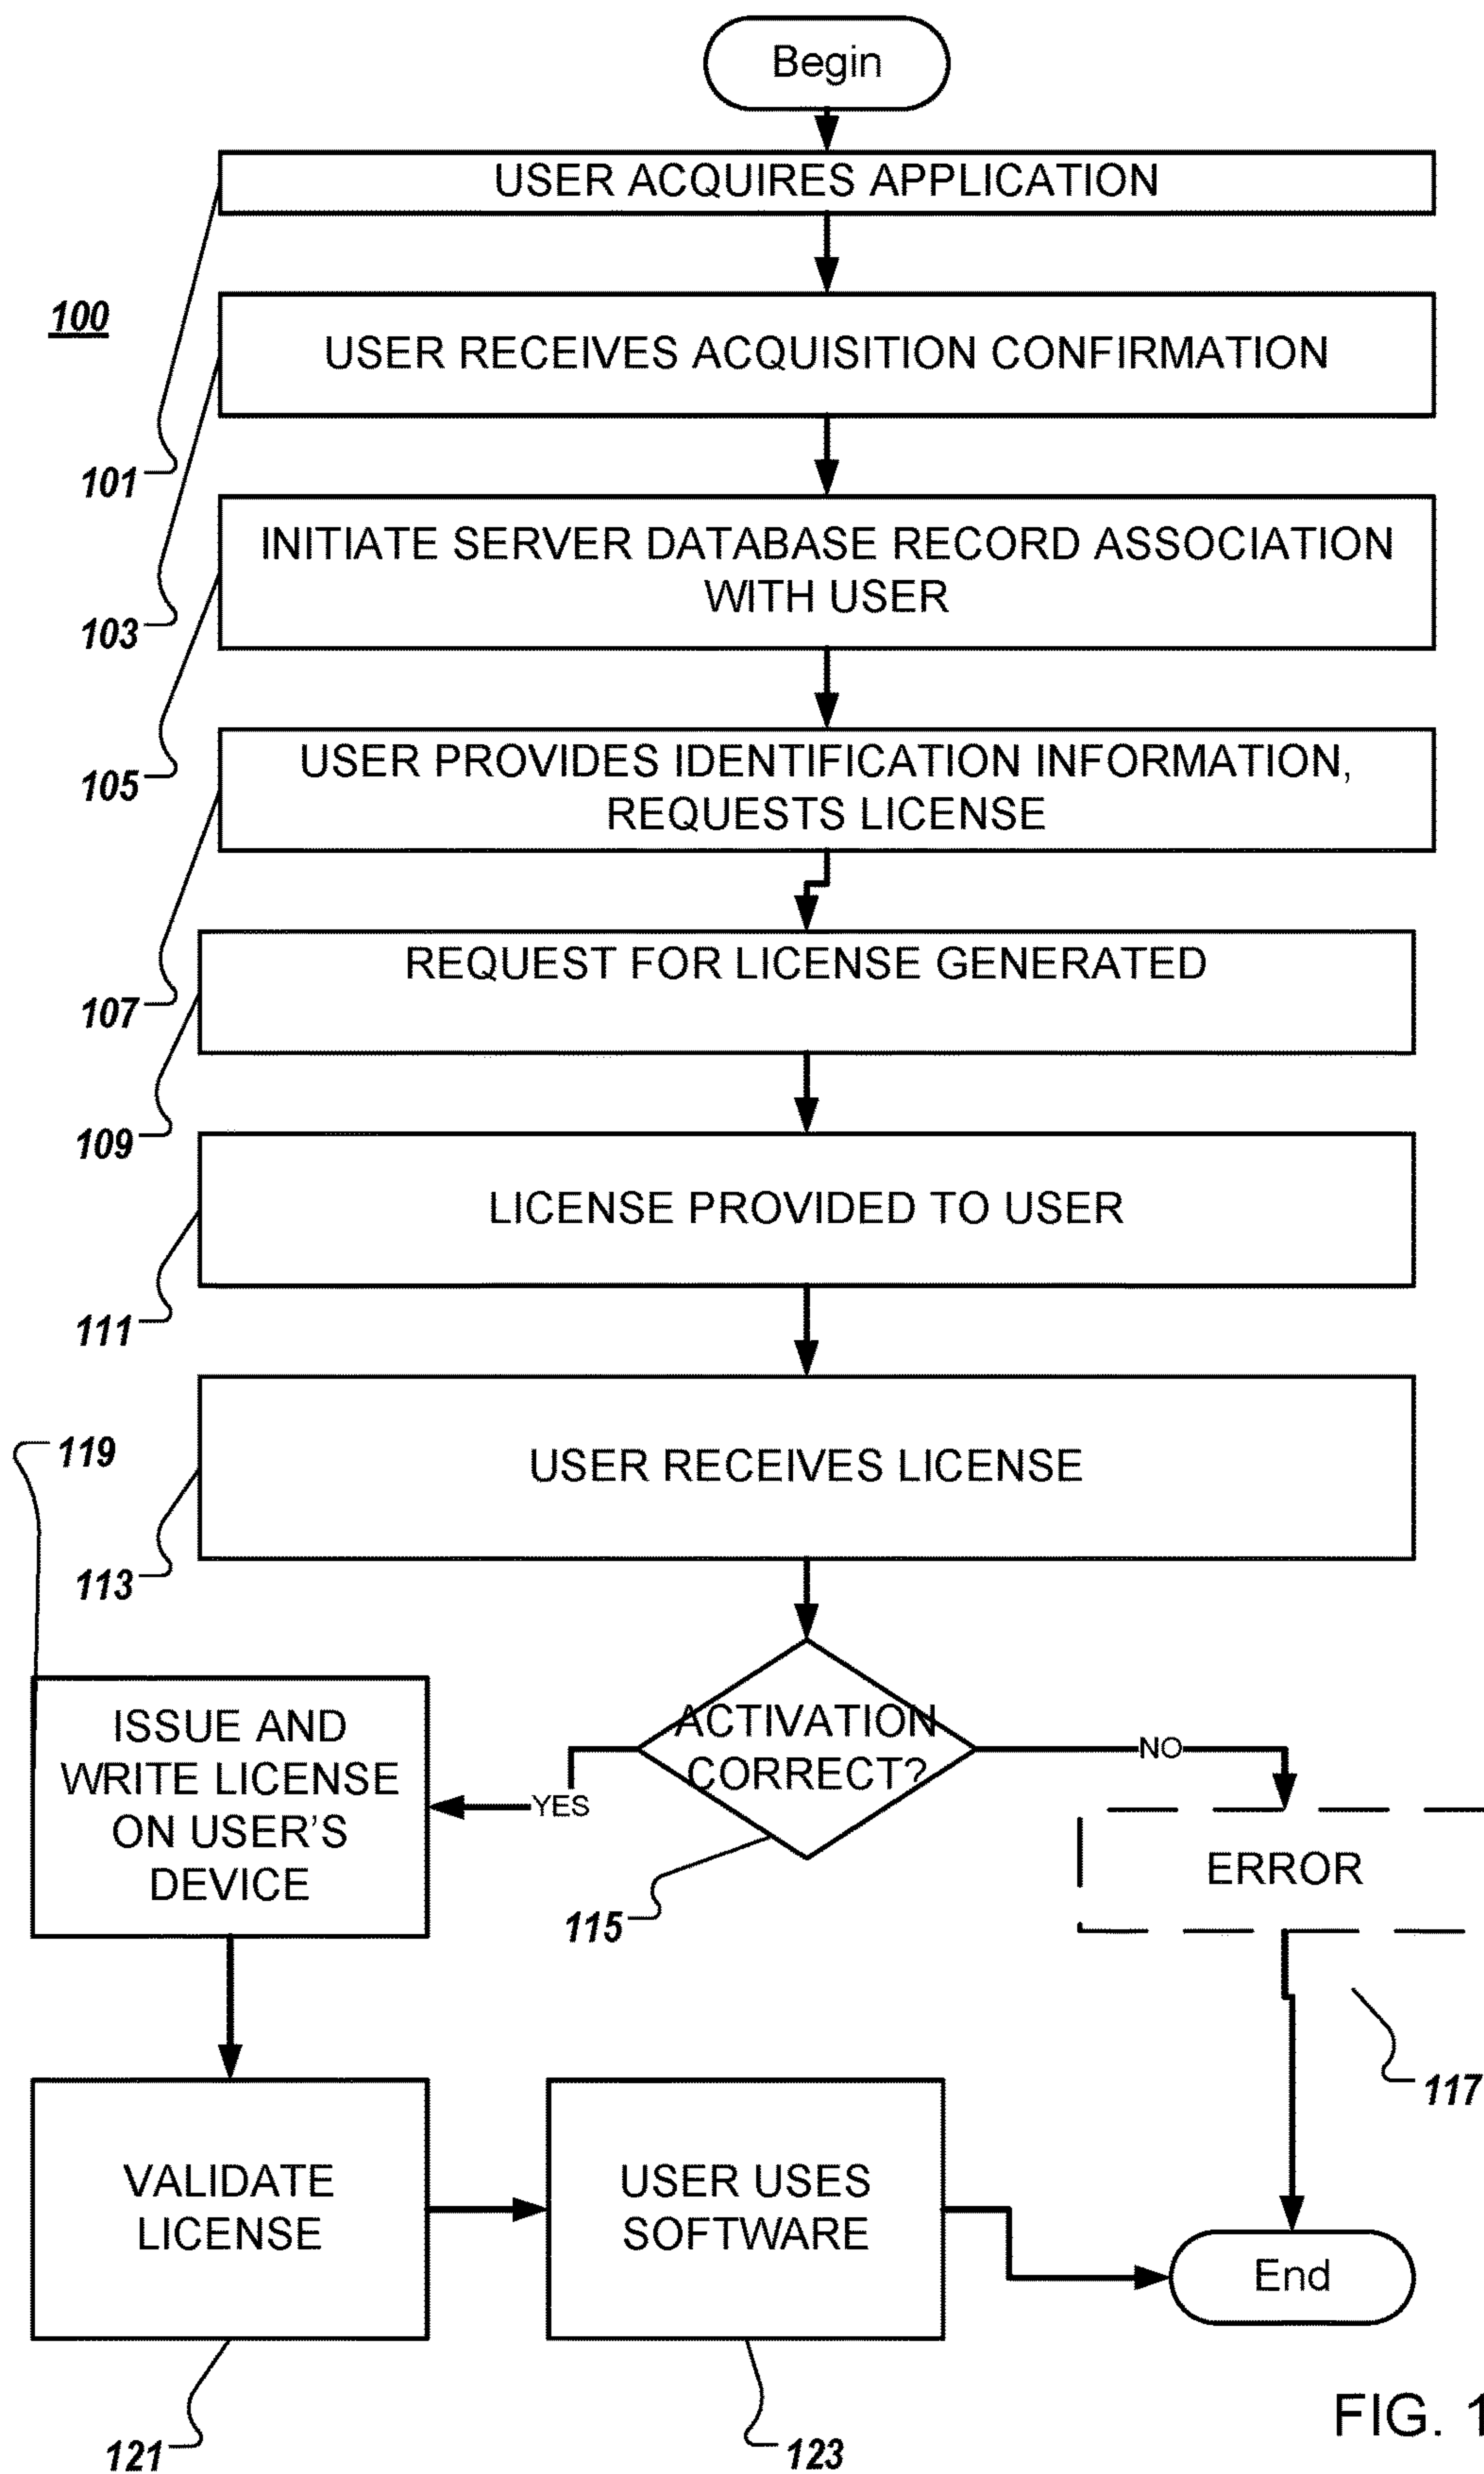 Begin
USER ACQUIRES APPLICATION
100
USER RECEIVES ACQUISITION CONFIRMATION
101
INITIATE SERVER DATABASE RECORD ASSOCIATION
WITH USER
103
USER PROVIDES IDENTIFICATION INFORMATION,
REQUESTS LICENSE
105
REQUEST FOR LICENSE GENERATED
107
109
LICENSE PROVIDED TO USER
111
USER RECEIVES LICENSE
119
113
ACTIVATION
CORRECT?
YES
NO
ISSUE AND
WRITE LICENSE
ON USER'S
DEVICE
ERROR
115
117
VALIDATE
LICENSE
USER USES
SOFTWARE
End
121
123
FIG. 1